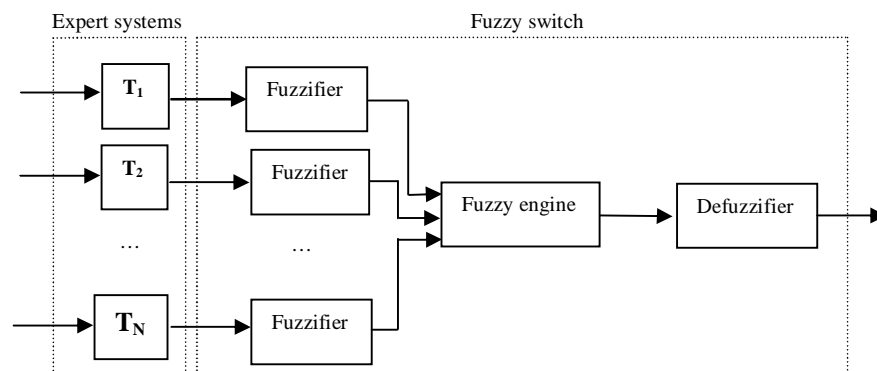 Expert systems
Fuzzy switch
T1
Fuzzifier
T2
Fuzzifier
Fuzzy engine
Defuzzifier
…
…
TN
Fuzzifier